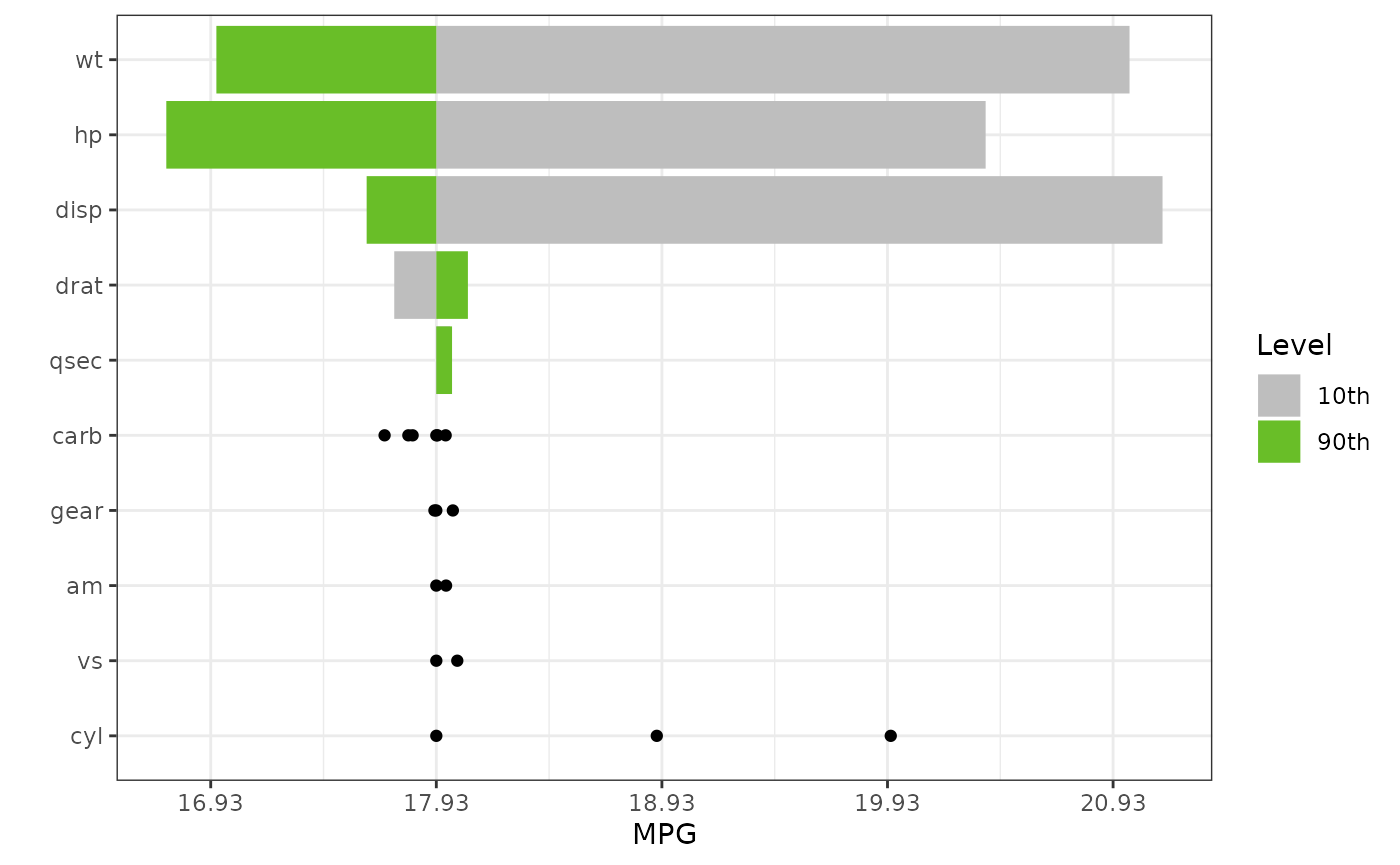 wt
hp
disp
drat
qsec
carb
gear
am
vs
cyl
16.93 17.93 18.93 19.93 20.93
MPG
Level
10th
90th